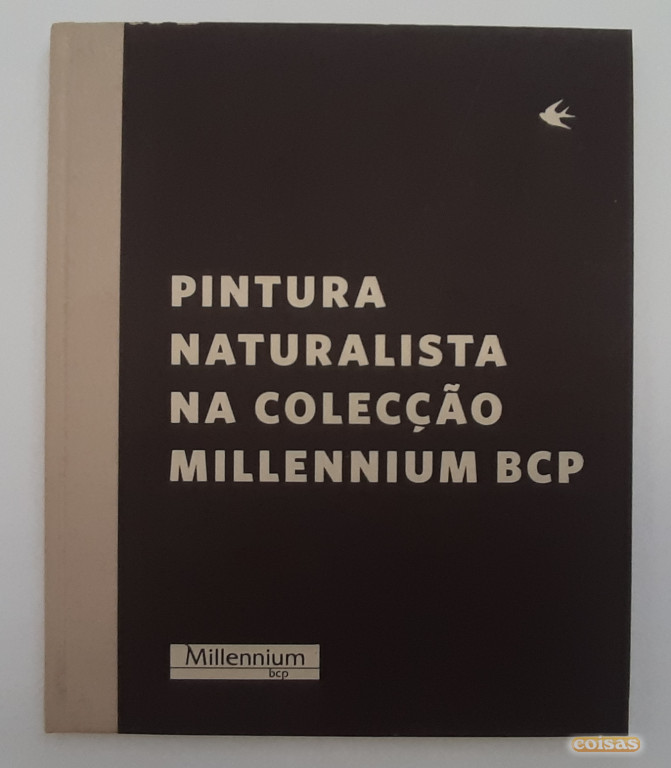 PINTURA
NATURALISTA
NA COLECÇÃO
MILLENNIUM BCP
Millennium
bcp
coisas